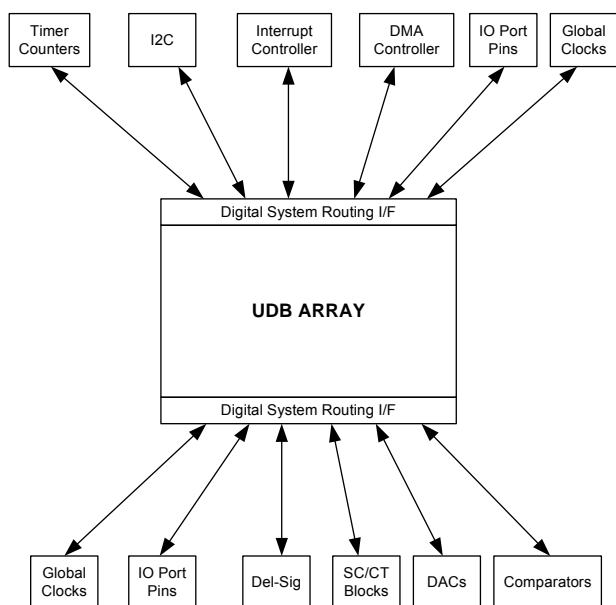 Timer
Counters
I2C
Interrupt
Controller
DMA
Controller
IO Port
Pins
Global
Clocks
Digital System Routing I/F
UDB ARRAY
Digital System Routing I/F
Global
Clocks
IO Port
Pins
Del-Sig
SC/CT
Blocks
DACs
Comparators